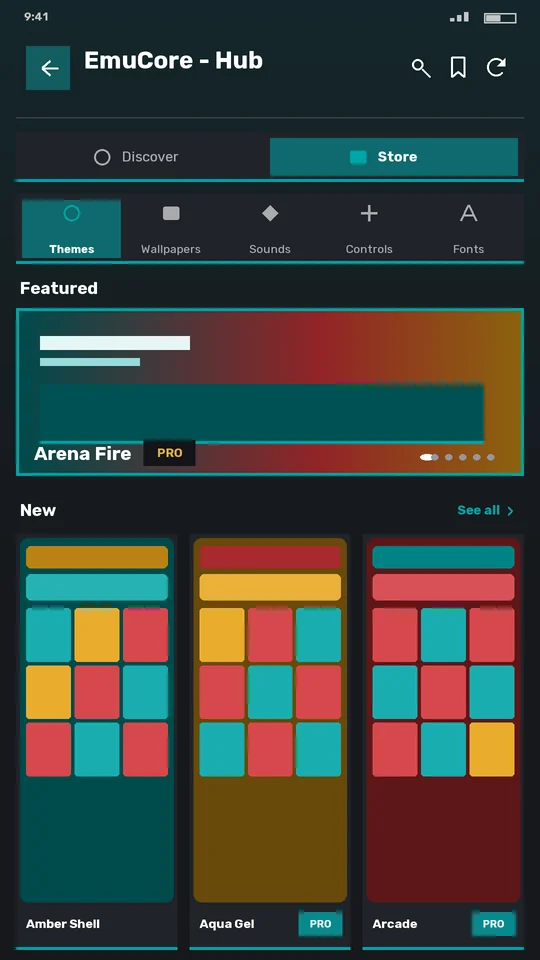 9:41
EmuCore - Hub
Discover
Store
Themes
Wallpapers
Sounds
Controls
Fonts
Featured
Arena Fire
PRO
New
See all
Amber Shell
Aqua Gel
PRO
Arcade
PRO